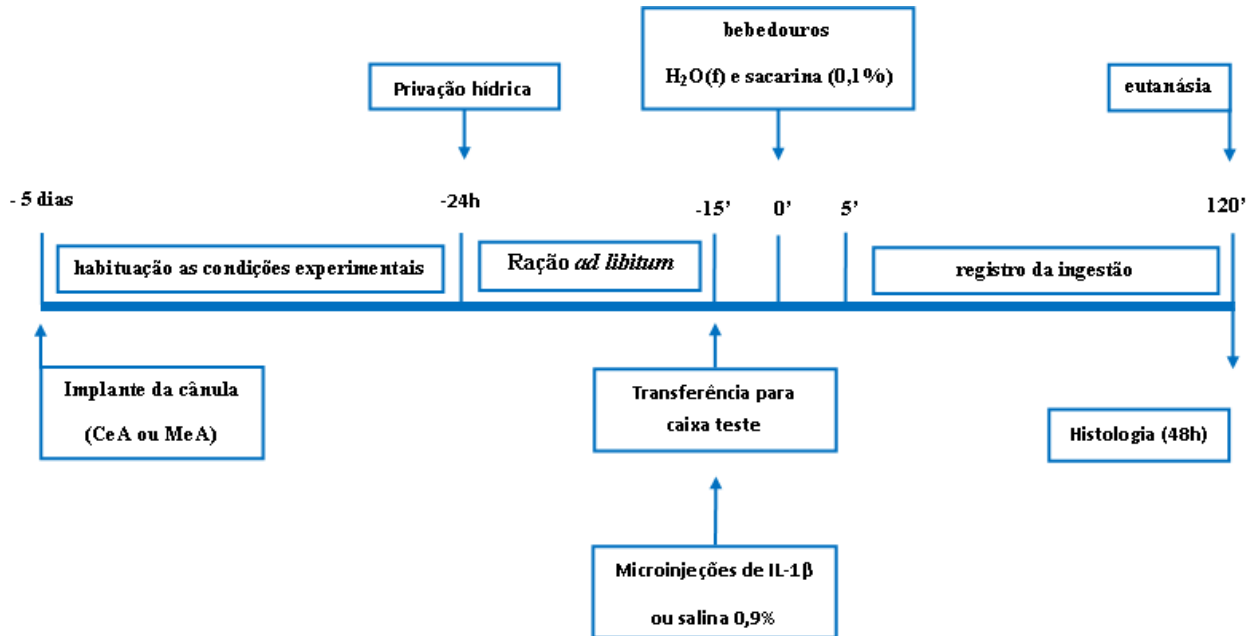 bebedouros
H₂O(f) e sacarina (0,1%)
Privação hídrica
eutanásia
- 5 dias
-24h
-15’
0’
5’
120’
habituação as condições experimentais
Ração ad libitum
registro da ingestão
Implante da cânula
(CeA ou MeA)
Transferência para
caixa teste
Histologia (48h)
Microinjeções de IL-1β
ou salina 0,9%